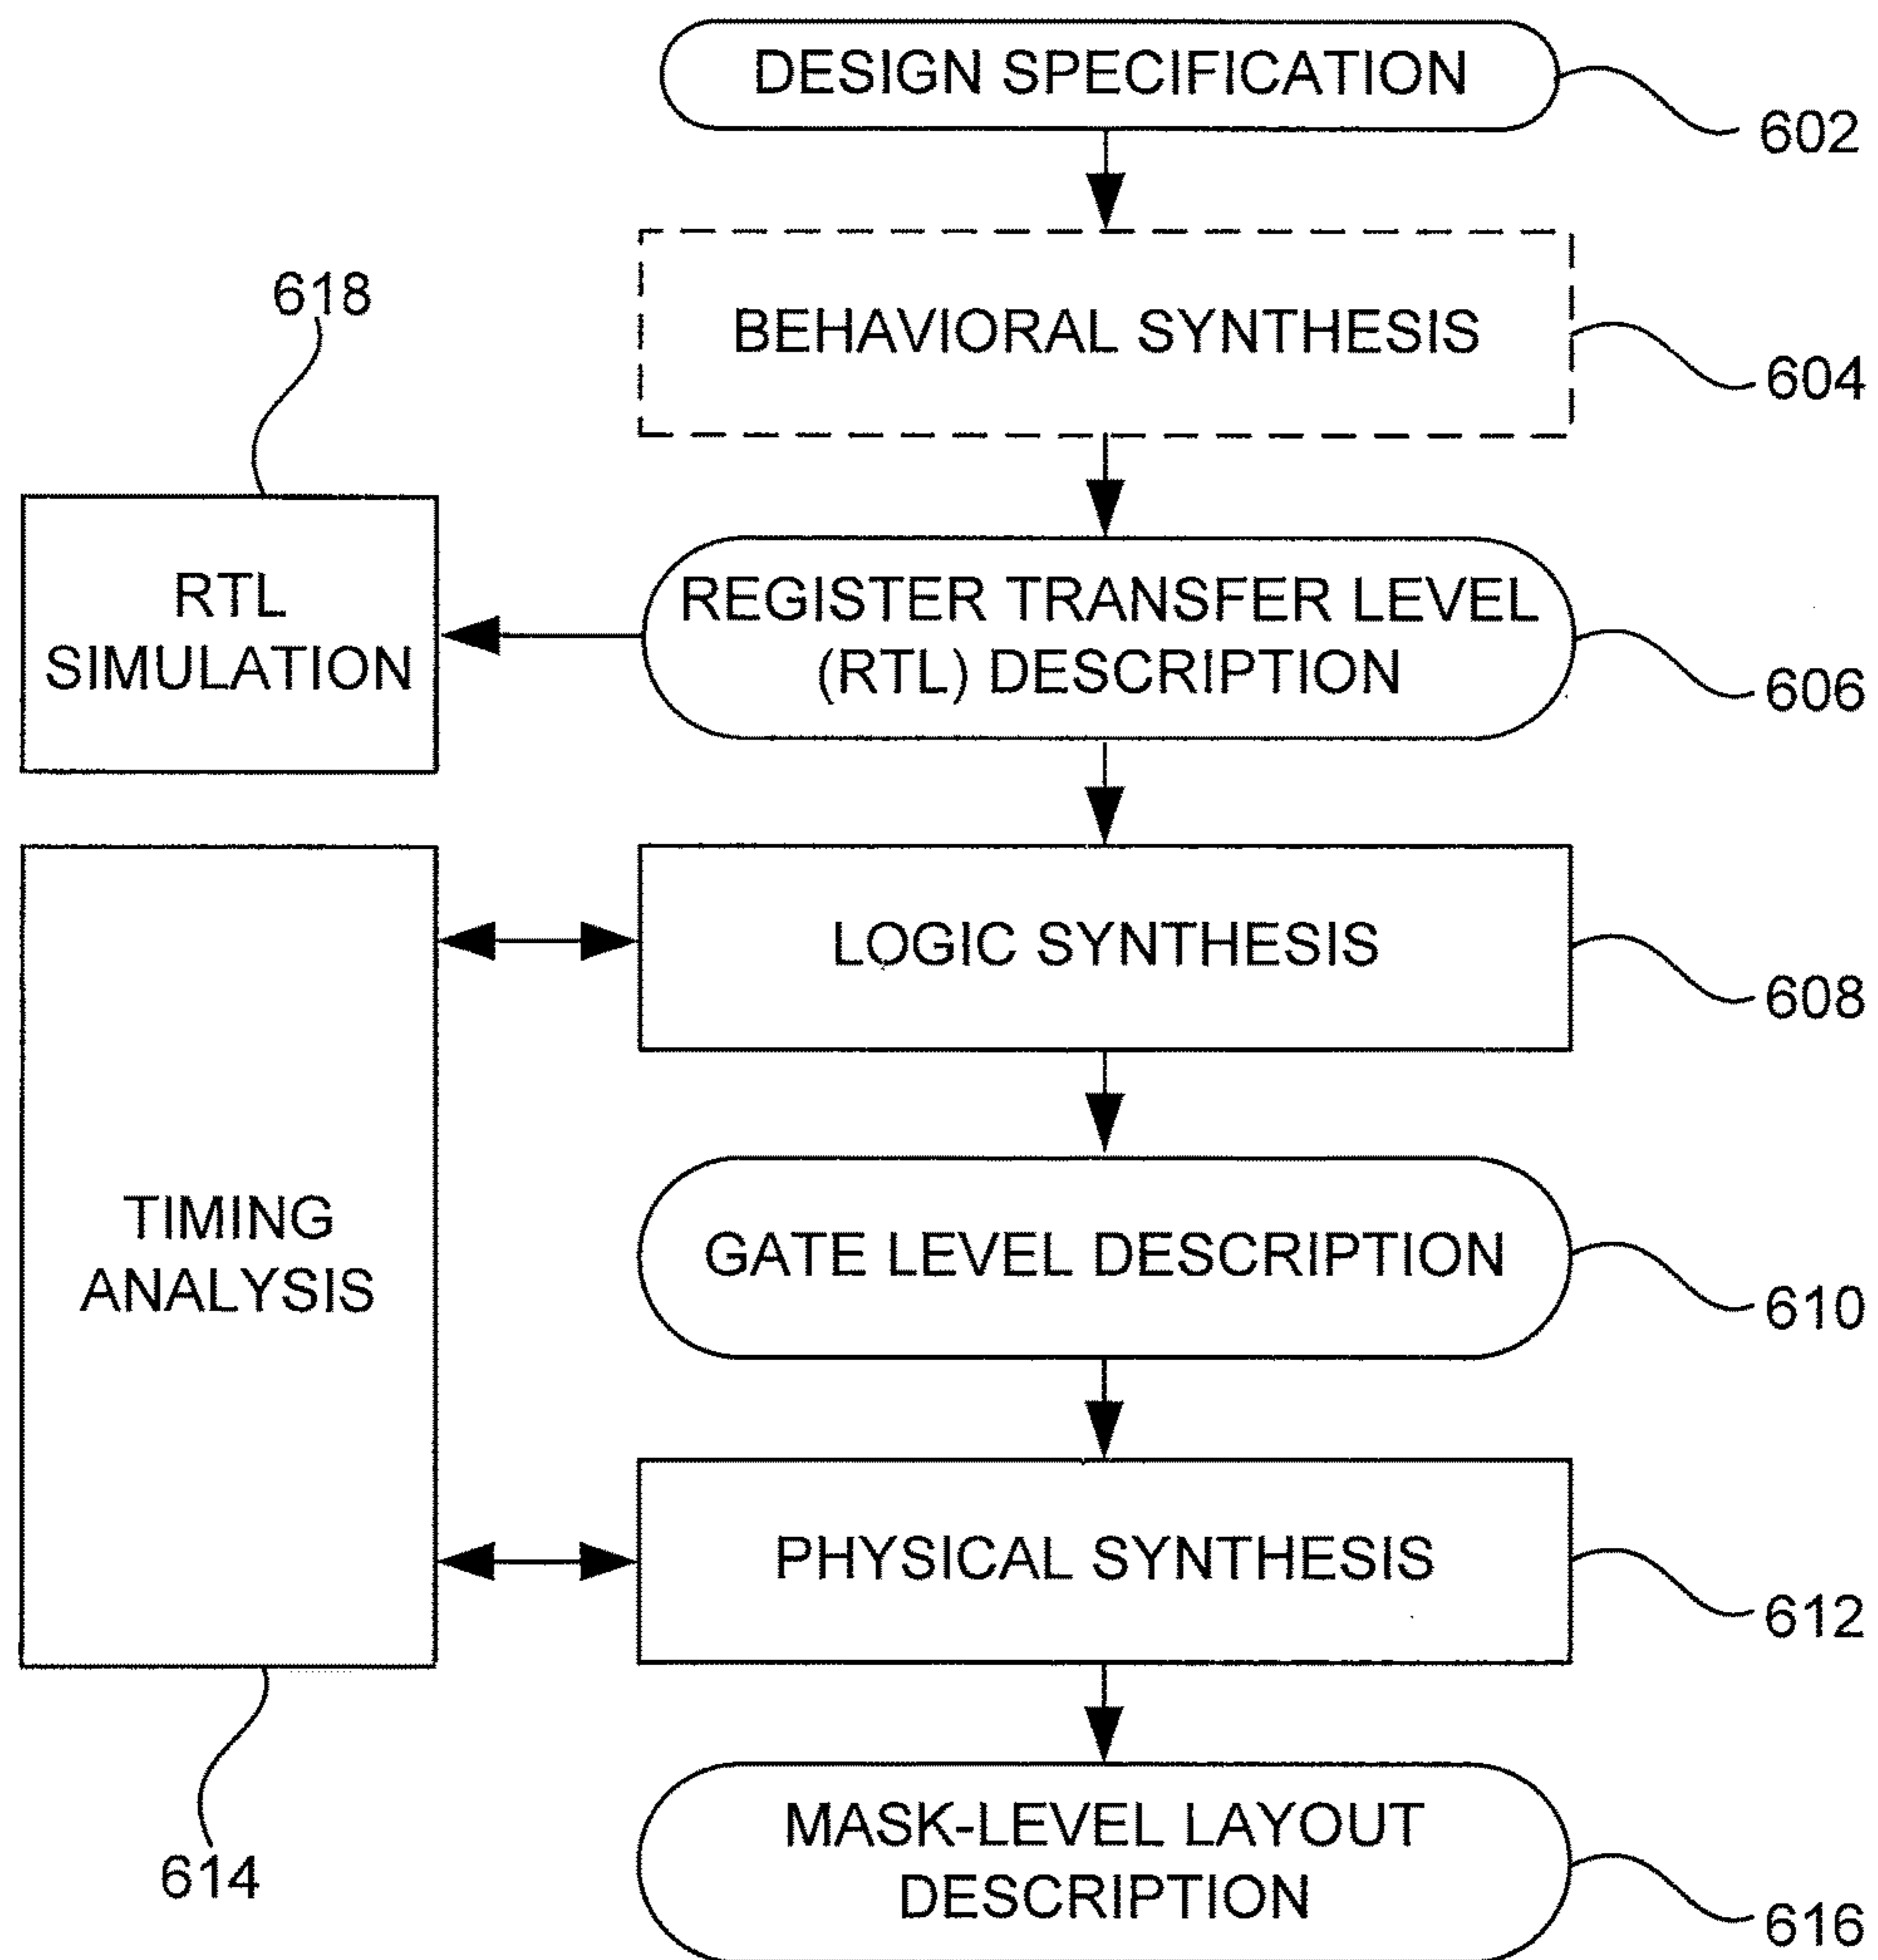 DESIGN SPECIFICATION
602
BEHAVIORAL SYNTHESIS
604
618
RTL
SIMULATION
REGISTER TRANSFER LEVEL
(RTL) DESCRIPTION
606
LOGIC SYNTHESIS
608
TIMING
ANALYSIS
GATE LEVEL DESCRIPTION
610
PHYSICAL SYNTHESIS
612
614
MASK-LEVEL LAYOUT
DESCRIPTION
616